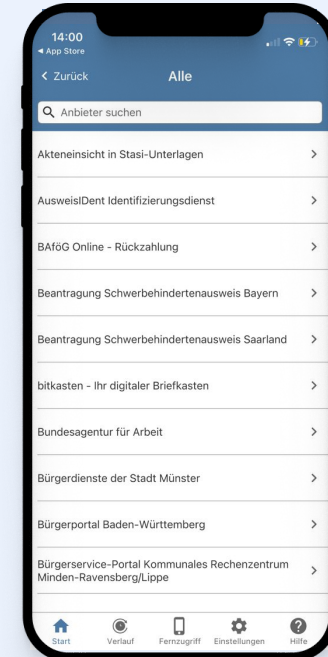 14:00
◀ App Store
Zurück
Alle
Anbieter suchen
Akteneinsicht in Stasi-Unterlagen
AusweisIDent Identifizierungsdienst
BAföG Online - Rückzahlung
Beantragung Schwerbehindertenausweis Bayern
Beantragung Schwerbehindertenausweis Saarland
bitkasten - Ihr digitaler Briefkasten
Bundesagentur für Arbeit
Bürgerdienste der Stadt Münster
Bürgerportal Baden-Württemberg
Bürgerservice-Portal Kommunales Rechenzentrum
Minden-Ravensberg/Lippe
Start
Verlauf
Fernzugriff
Einstellungen
Hilfe